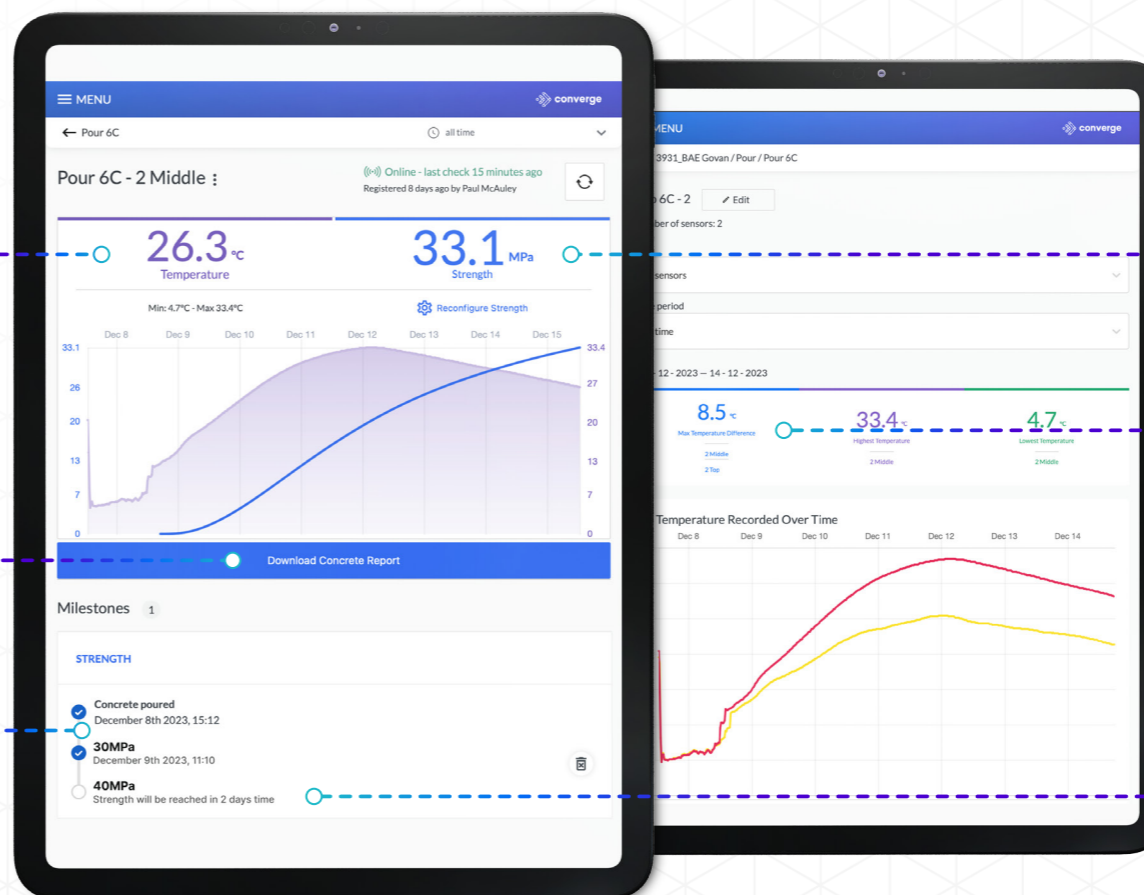 MENU
converge
Pour 6C
all time
Pour 6C - 2 Middle
Online - last check 15 minutes ago
Registered 8 days ago by Paul McAuley
26.3 °C
Temperature
33.1 MPa
Strength
Min: 4.7°C - Max 33.4°C
Reconfigure Strength
Dec 8 Dec 9 Dec 10 Dec 11 Dec 12 Dec 13 Dec 14 Dec 15
33.1 33.4
26 27
20 20
13 13
7 7
0 0
Download Concrete Report
Milestones 1
STRENGTH
Concrete poured
December 8th 2023, 15:12
30MPa
December 9th 2023, 11:10
40MPa
Strength will be reached in 2 days time
converge
3931_BAE Govan / Pour / Pour 6C
6C - 2
Edit
of sensors: 2
sensors
period
time
12 - 2023 — 14 - 12 - 2023
8.5 °C
Max Temperature Difference
2 Middle
2 Top
33.4 °C
Highest Temperature
2 Middle
4.7 °C
Lowest Temperature
2 Middle
Temperature Recorded Over Time
Dec 8 Dec 9 Dec 10 Dec 11 Dec 12 Dec 13 Dec 14